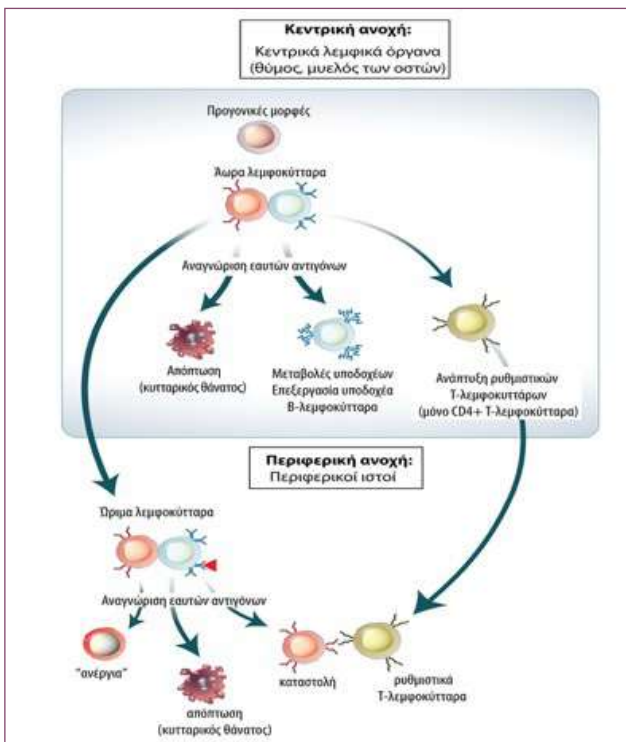 Κεντρική ανοχή:
Κεντρικά λεμφικά όργανα
(θύμος, μυελός των οστών)
Προγονικές μορφές
Άωρα λεμφοκύτταρα
Αναγνώριση εαυτών αντιγόνων
Απόπτωση
(κυτταρικός θάνατος)
Μεταβολές υποδοχέων
Επεξεργασία υποδοχέα
Β-λεμφοκύτταρα
Ανάπτυξη ρυθμιστικών
Τ-λεμφοκυττάρων
(μόνο CD4+ Τ-λεμφοκύτταρα)
Περιφερική ανοχή:
Περιφερικοί ιστοί
Ώριμα λεμφοκύτταρα
Αναγνώριση εαυτών αντιγόνων
"ανέργια"
απόπτωση
(κυτταρικός θάνατος)
καταστολή
ρυθμιστικά
Τ-λεμφοκύτταρα